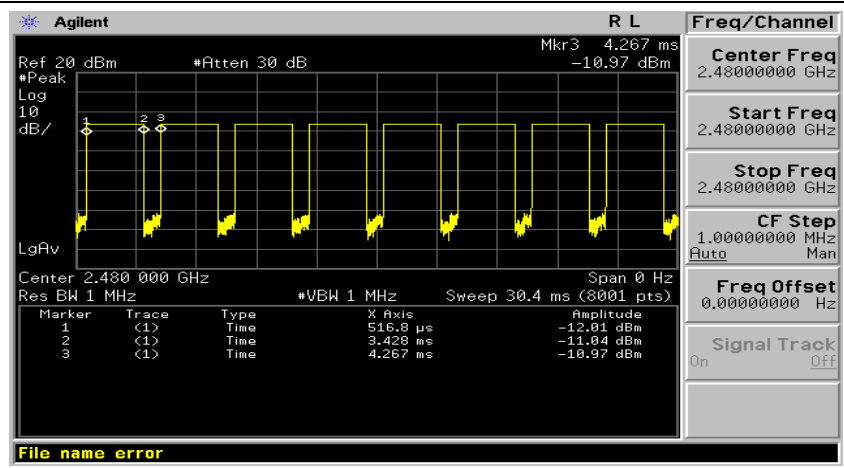 Agilent R L
Mkr3 4.267 ms
Ref 20 dBm #Atten 30 dB -10.97 dBm
#Peak
Log
10
dB/
1 2 3
LgAv
Center 2.480 000 GHz Span 0 Hz
Res BW 1 MHz #VBW 1 MHz Sweep 30.4 ms (8001 pts)
Marker Trace Type X Axis Amplitude
1 (1) Time 516.8 µs -12.01 dBm
2 (1) Time 3.428 ms -11.04 dBm
3 (1) Time 4.267 ms -10.97 dBm
File name error
Freq/Channel
Center Freq
2.48000000 GHz
Start Freq
2.48000000 GHz
Stop Freq
2.48000000 GHz
CF Step
1.00000000 MHz
Auto Man
Freq Offset
0.00000000 Hz
Signal Track
On Off